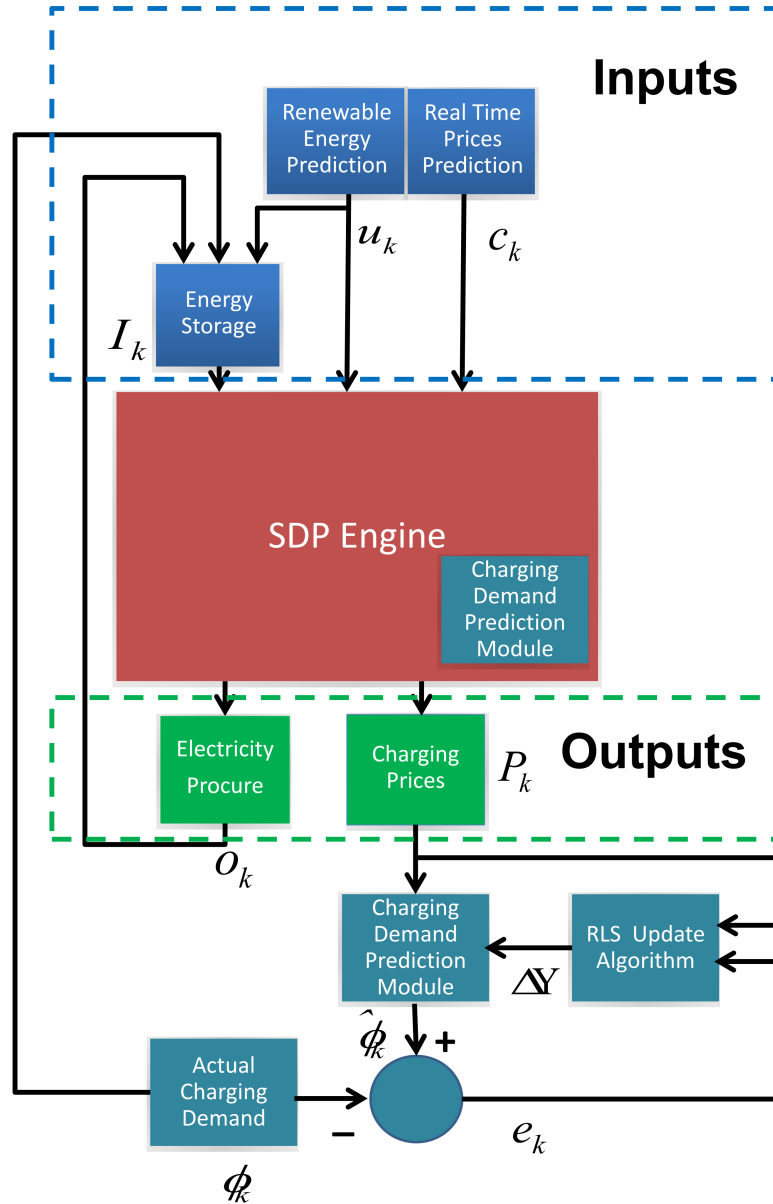 Inputs
Renewable
Energy
Prediction
Real Time
Prices
Prediction
u_k
c_k
Energy
Storage
I_k
SDP Engine
Charging
Demand
Prediction
Module
Outputs
Electricity
Procure
Charging
Prices
P_k
o_k
Charging
Demand
Prediction
Module
RLS Update
Algorithm
ΔY
ϕ̂_k
+
Actual
Charging
Demand
−
e_k
ϕ_k